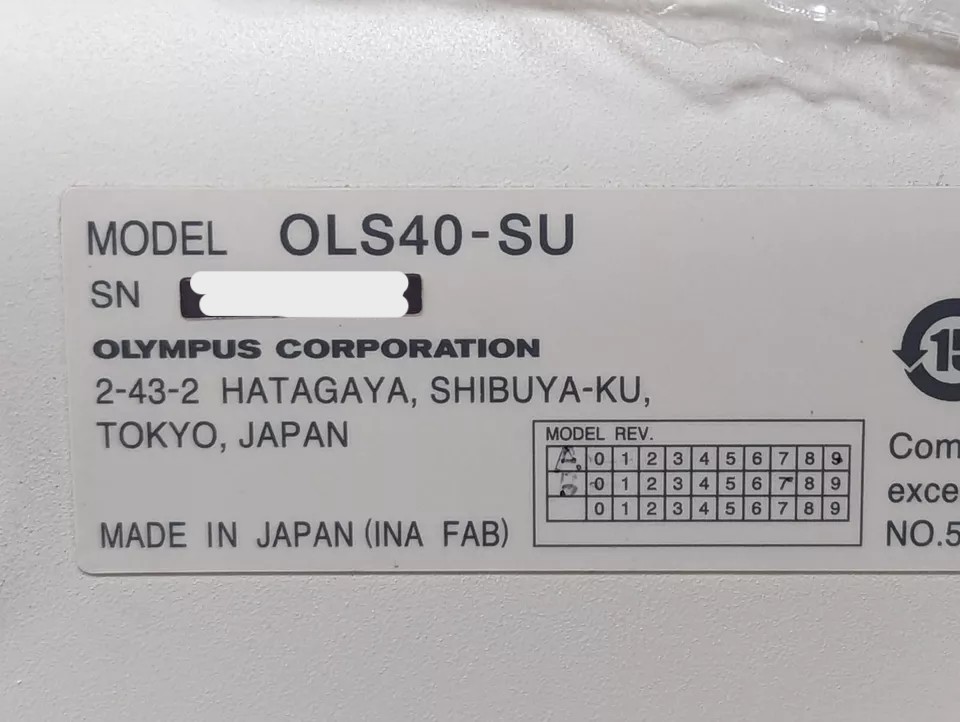 MODEL OLS40-SU
SN
OLYMPUS CORPORATION
2-43-2 HATAGAYA, SHIBUYA-KU,
TOKYO, JAPAN
MADE IN JAPAN (INA FAB)
MODEL REV.
A 0 1 2 3 4 5 6 7 8 9
0 1 2 3 4 5 6 7 8 9
0 1 2 3 4 5 6 7 8 9
15
Com
exce
NO.5